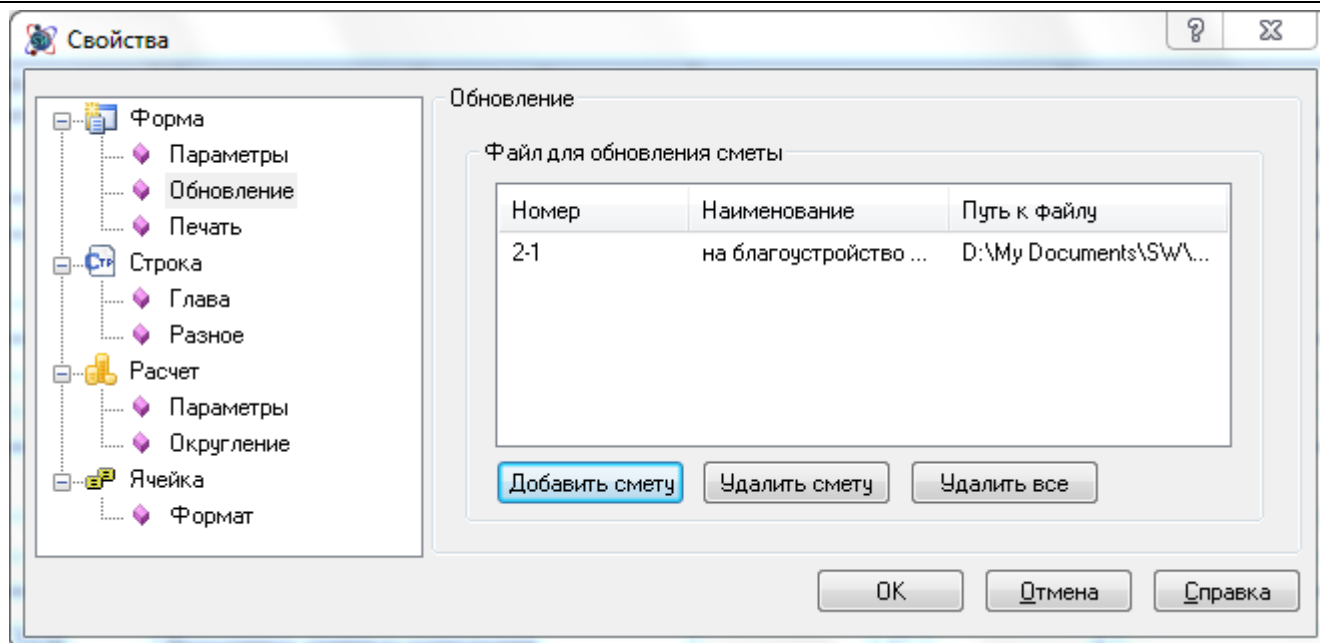 Свойства
Форма
Параметры
Обновление
Печать
Строка
Глава
Разное
Расчет
Параметры
Округление
Ячейка
Формат
Обновление
Файл для обновления сметы
Номер Наименование Путь к файлу
2-1 на благоустройство ... D:\My Documents\SW\...
Добавить смету Удалить смету Удалить все
OK Отмена Справка